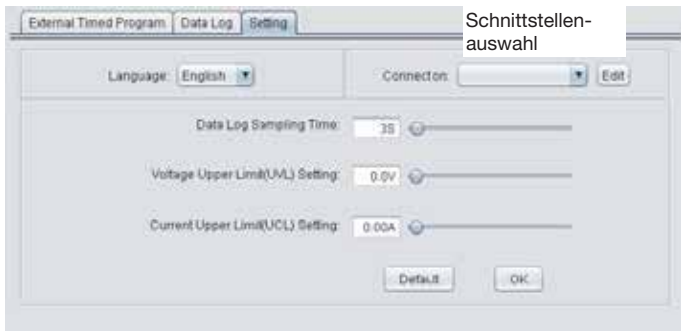 External Timed Program Data Log Setting
Schnittstellen-
auswahl
Language: English Connection: Edit
Data Log Sampling Time: 3S
Voltage Upper Limit(UVL) Setting: 0.0V
Current Upper Limit(UCL) Setting: 0.00A
Default OK